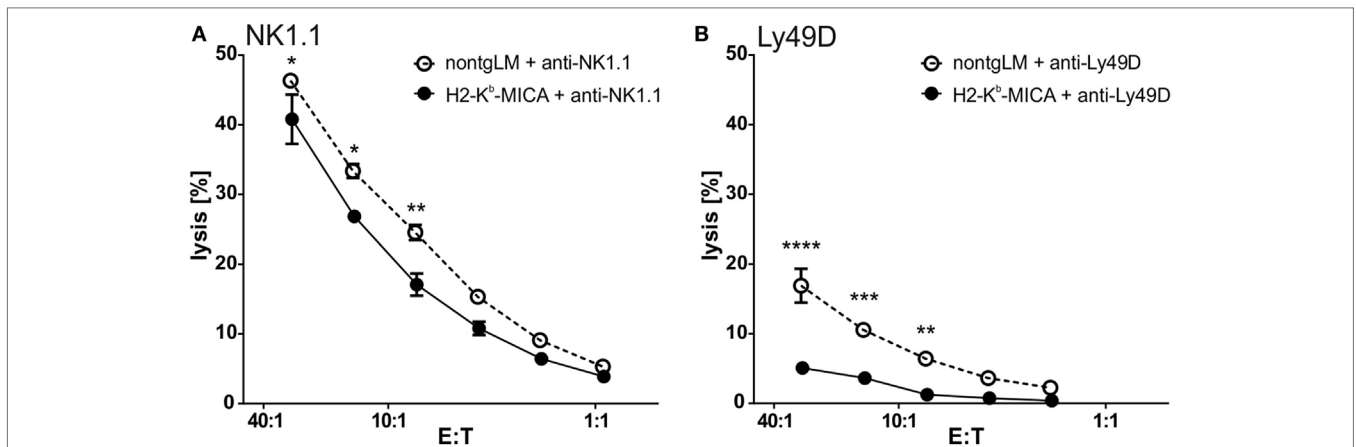 A NK1.1
nontgLM + anti-NK1.1
H2-Kᵇ-MICA + anti-NK1.1
50
40
30
20
10
0
lysis [%]
*
*
**
40:1 10:1 1:1
E:T
B Ly49D
nontgLM + anti-Ly49D
H2-Kᵇ-MICA + anti-Ly49D
50
40
30
20
10
0
lysis [%]
****
***
**
40:1 10:1 1:1
E:T